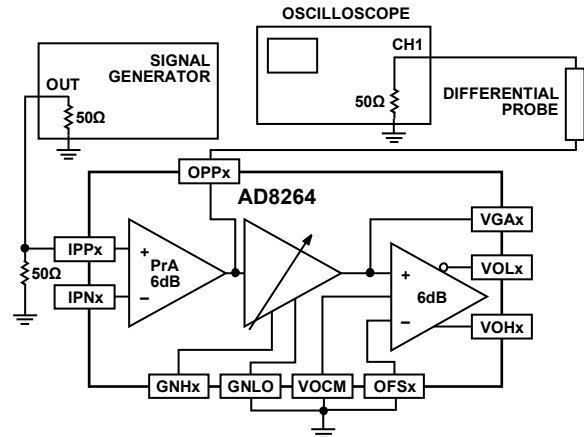 OSCILLOSCOPE
SIGNAL
GENERATOR
OUT
50Ω
CH1
50Ω
DIFFERENTIAL
PROBE
OPPx
AD8264
VGAx
IPPx
+
PrA
6dB
–
50Ω
IPNx
+
6dB
–
VOLx
VOHx
GNHx
GNLO
VOCM
OFSx